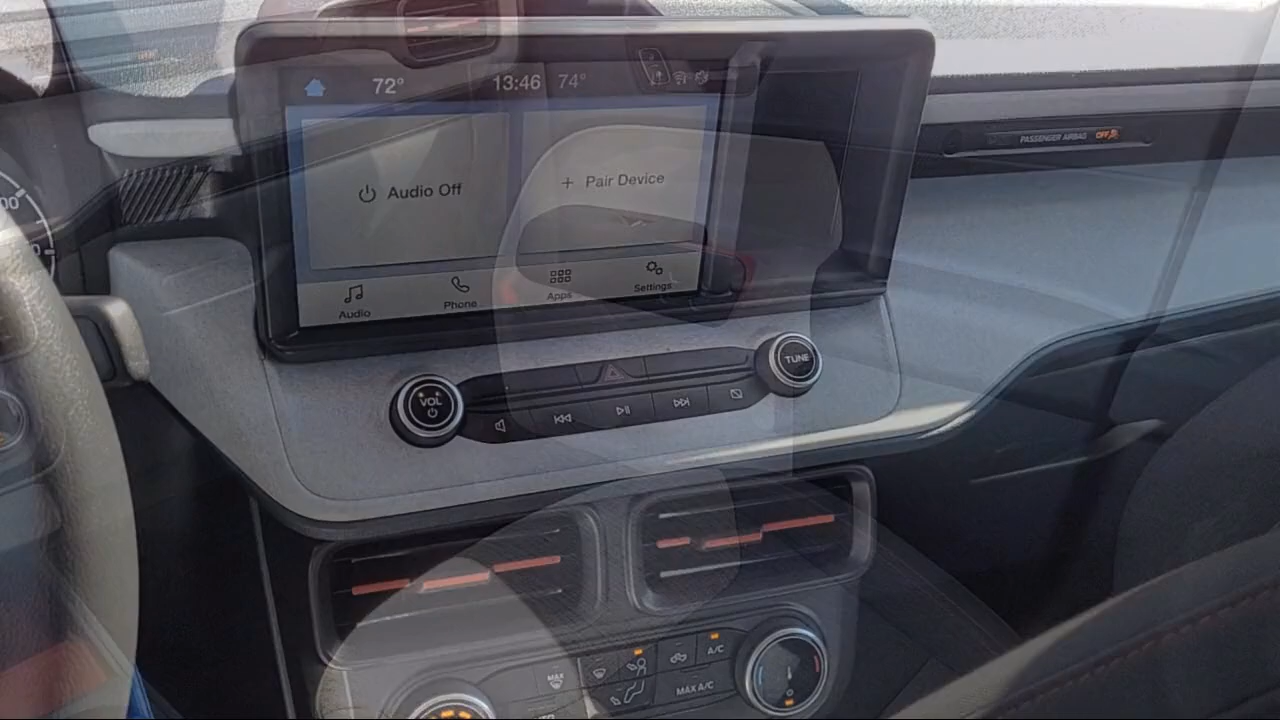 72° 13:46 74°
PASSENGER AIRBAG OFF
Audio Off
+ Pair Device
Audio Phone Apps Settings
TUNE
VOL
A/C
MAX
MAX A/C
00